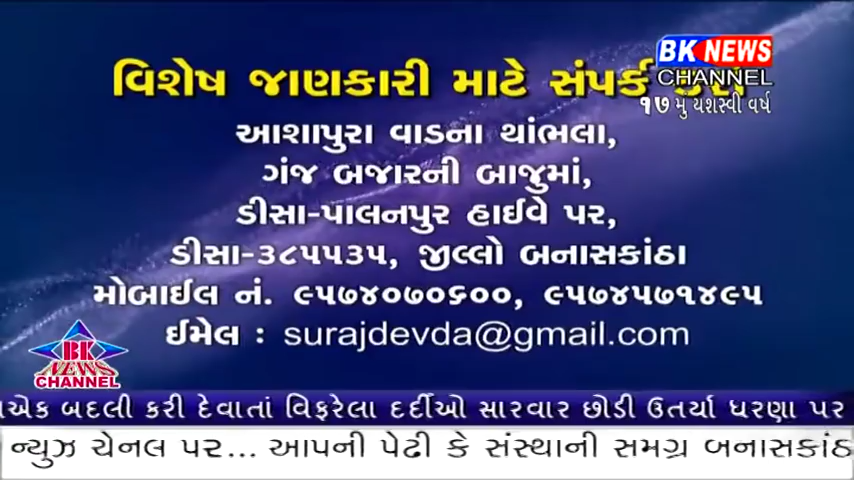 વિશેષ જાણકારી માટે સંપર્ક
BK NEWS
CHANNEL
૧૭ મું યશસ્વી વર્ષ
આશાપુરા વાડના થાંભલા,
ગંજ બજારની બાજુમાં,
ડીસા-પાલનપુર હાઈવે પર,
ડીસા-૩૮૫૫૩૫, જીલ્લો બનાસકાંઠા
મોબાઈલ નં. ૯૫૭૪૦૭૦૬૦૦, ૯૫૭૪૫૭૧૪૯૫
ઈમેલ : surajdevda@gmail.com
BK
NEWS
CHANNEL
બદલી કરી દેવાતાં વિફરેલા દર્દીઓ સારવાર છોડી ઉતર્યા ધરણા પર
ન્યુઝ ચેનલ પર... આપની પેઢી કે સંસ્થાની સમગ્ર